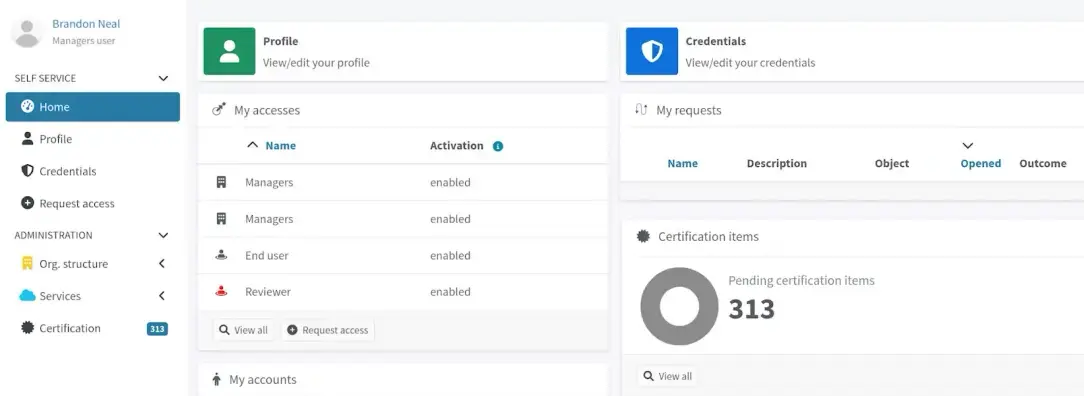 Brandon Neal
Managers user
SELF SERVICE
Home
Profile
Credentials
Request access
ADMINISTRATION
Org. structure
Services
Certification 313
Profile
View/edit your profile
Credentials
View/edit your credentials
My accesses
Name Activation
Managers enabled
Managers enabled
End user enabled
Reviewer enabled
View all Request access
My accounts
My requests
Name Description Object Opened Outcome
Certification items
Pending certification items
313
View all